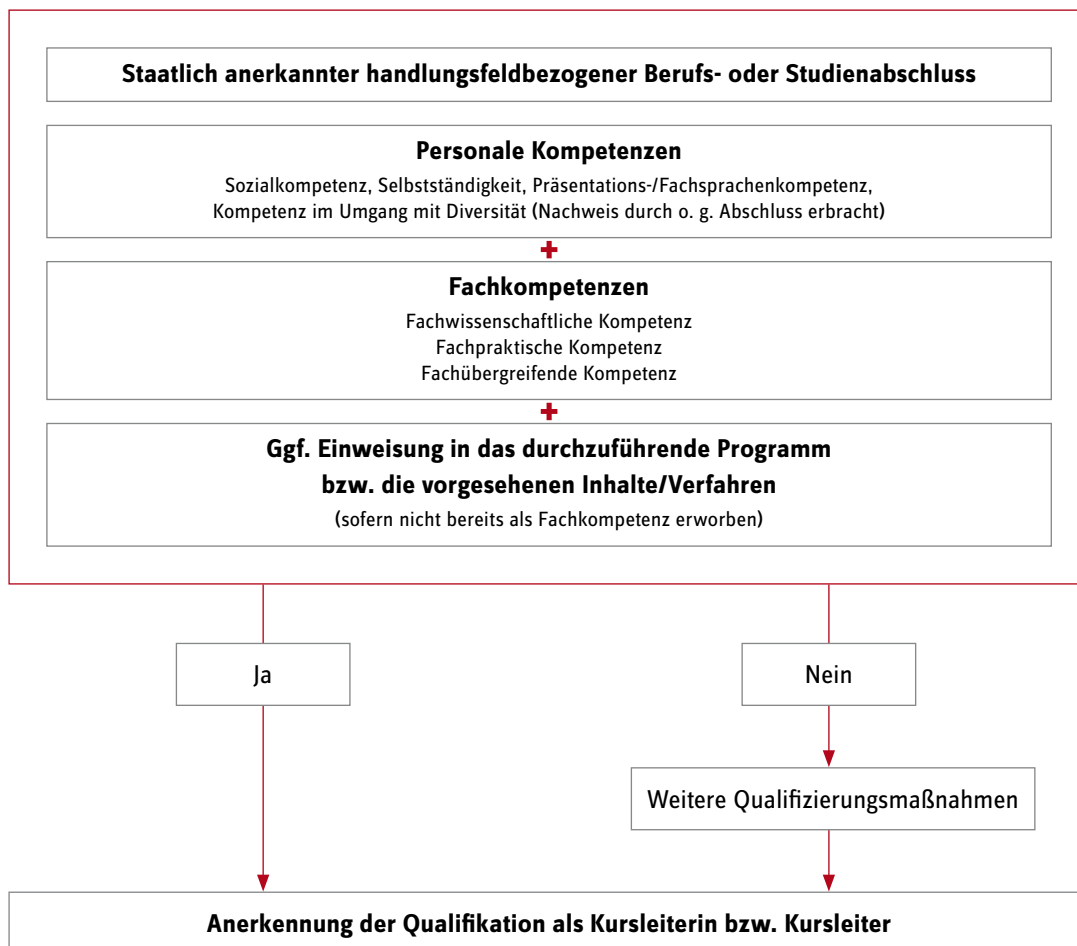 Staatlich anerkannter handlungsfeldbezogener Berufs- oder Studienabschluss
Personale Kompetenzen
Sozialkompetenz, Selbstständigkeit, Präsentations-/Fachsprachenkompetenz,
Kompetenz im Umgang mit Diversität (Nachweis durch o. g. Abschluss erbracht)
+
Fachkompetenzen
Fachwissenschaftliche Kompetenz
Fachpraktische Kompetenz
Fachübergreifende Kompetenz
+
Ggf. Einweisung in das durchzuführende Programm
bzw. die vorgesehenen Inhalte/Verfahren
(sofern nicht bereits als Fachkompetenz erworben)
Ja
Nein
Weitere Qualifizierungsmaßnahmen
Anerkennung der Qualifikation als Kursleiterin bzw. Kursleiter